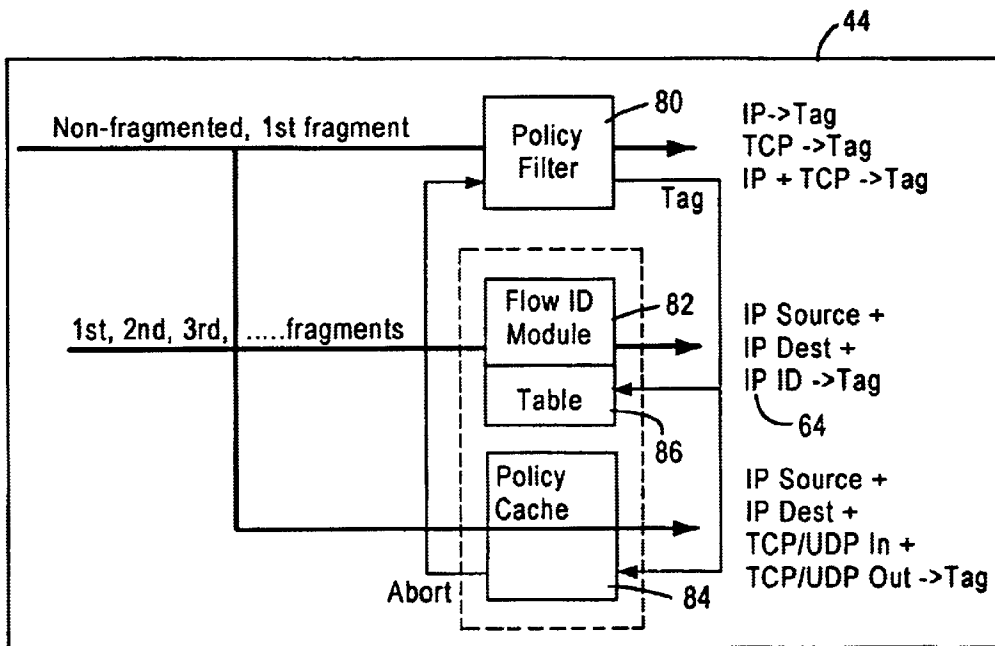 44
Non-fragmented, 1st fragment
Policy
Filter
80
IP->Tag
TCP ->Tag
IP + TCP ->Tag
Tag
1st, 2nd, 3rd, .....fragments
Flow ID
Module
82
Table
86
IP Source +
IP Dest +
IP ID ->Tag
64
Policy
Cache
84
Abort
IP Source +
IP Dest +
TCP/UDP In +
TCP/UDP Out ->Tag